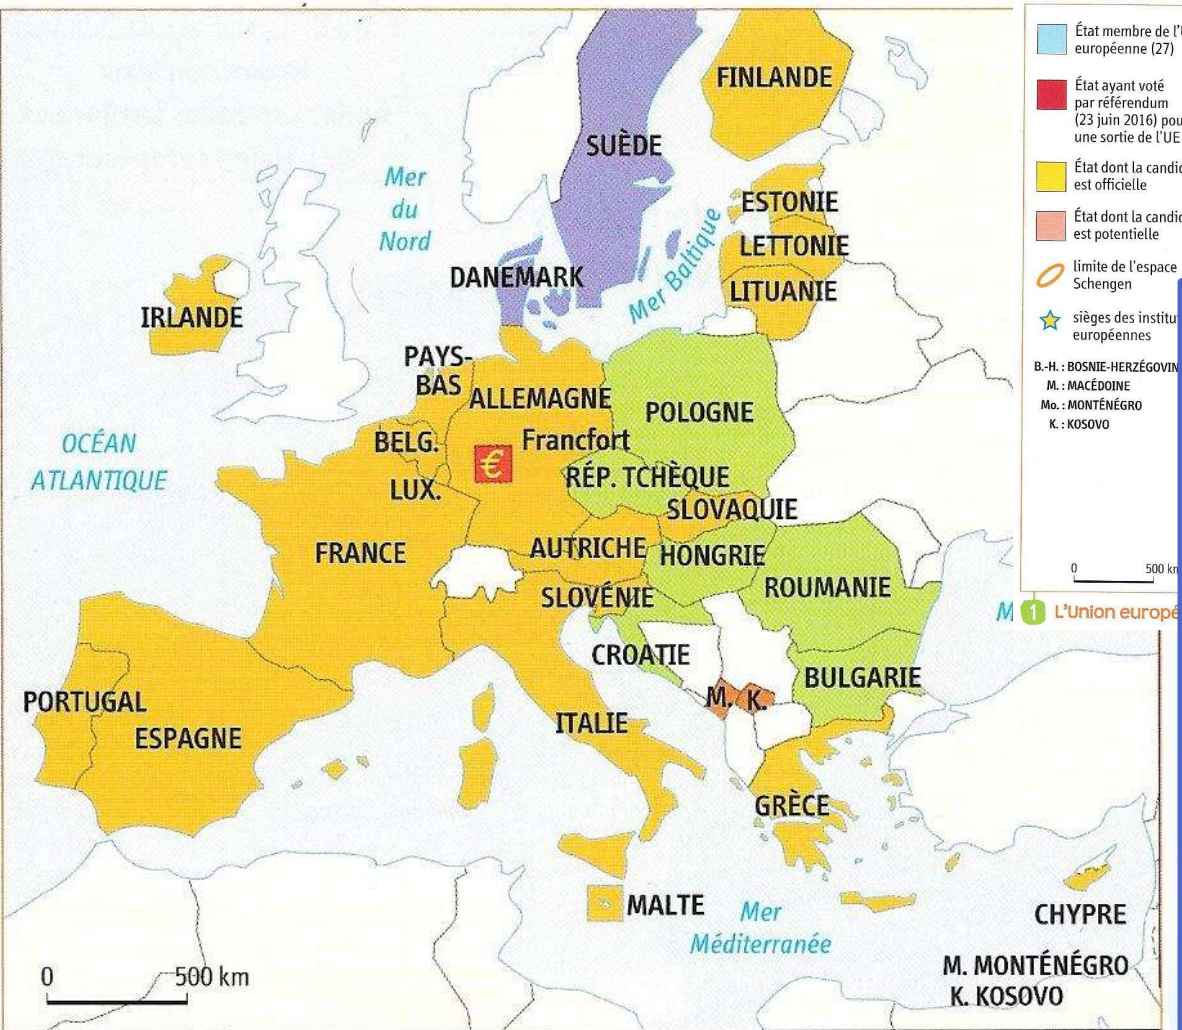 FINLANDE
SUÈDE
Mer
du
Nord
ESTONIE
LETTONIE
LITUANIE
Mer Baltique
DANEMARK
IRLANDE
PAYS-
BAS
ALLEMAGNE
POLOGNE
OCÉAN
ATLANTIQUE
BELG.
Francfort
€
RÉP. TCHÈQUE
LUX.
SLOVAQUIE
FRANCE
AUTRICHE
HONGRIE
ROUMANIE
SLOVÉNIE
CROATIE
BULGARIE
M. K.
PORTUGAL
ESPAGNE
ITALIE
GRÈCE
MALTE
Mer
Méditerranée
CHYPRE
M. MONTÉNÉGRO
K. KOSOVO
0 500 km
État membre de l'U
européenne (27)
État ayant voté
par référendum
(23 juin 2016) pou
une sortie de l'UE
État dont la candid
est officielle
État dont la candid
est potentielle
limite de l'espace
Schengen
sièges des institut
européennes
B.-H. : BOSNIE-HERZÉGOVIN
M. : MACÉDOINE
Mo. : MONTÉNÉGRO
K. : KOSOVO
0 500 km
M
1 L'Union europé